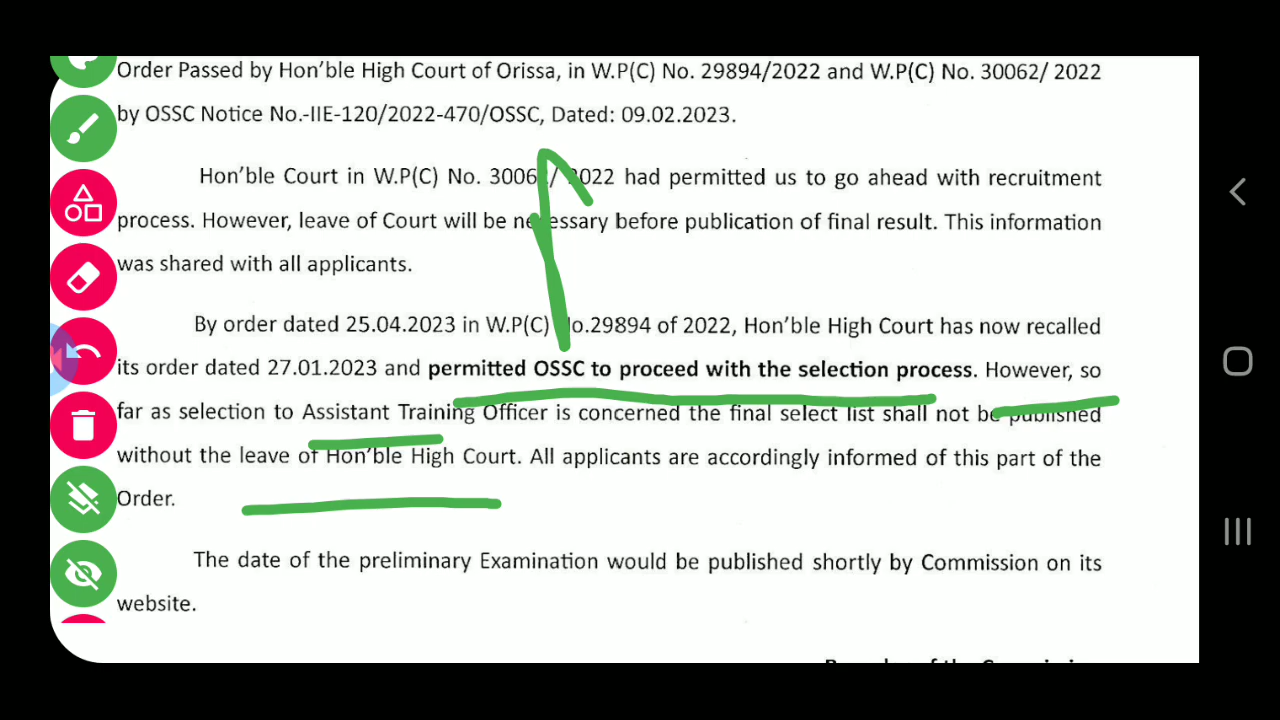 Order Passed by Hon'ble High Court of Orissa, in W.P(C) No. 29894/2022 and W.P(C) No. 30062/ 2022
by OSSC Notice No.-IIE-120/2022-470/OSSC, Dated: 09.02.2023.
Hon'ble Court in W.P(C) No. 30062/ 2022 had permitted us to go ahead with recruitment
process. However, leave of Court will be necessary before publication of final result. This information
was shared with all applicants.
By order dated 25.04.2023 in W.P(C) No.29894 of 2022, Hon'ble High Court has now recalled
its order dated 27.01.2023 and permitted OSSC to proceed with the selection process. However, so
far as selection to Assistant Training Officer is concerned the final select list shall not be published
without the leave of Hon'ble High Court. All applicants are accordingly informed of this part of the
Order.
The date of the preliminary Examination would be published shortly by Commission on its
website.